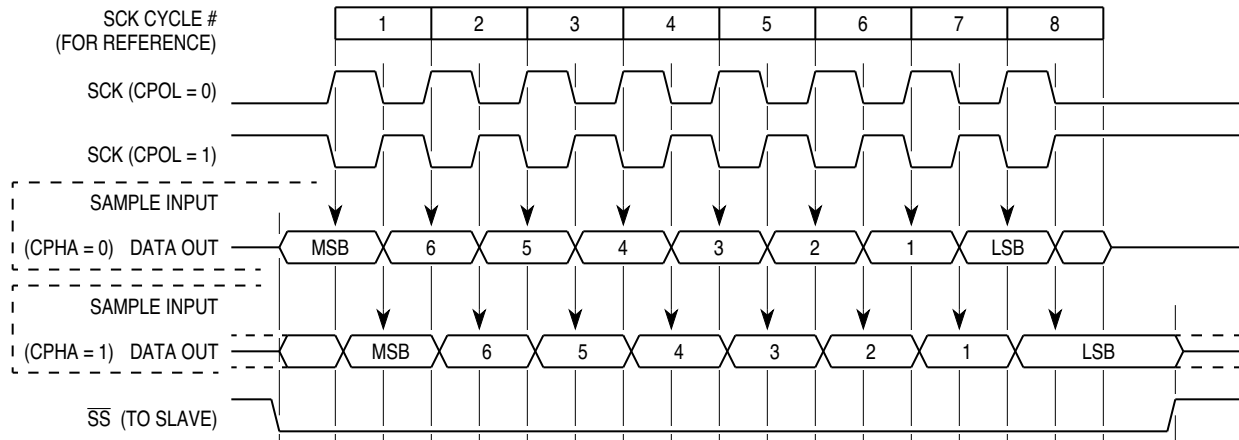 SCK CYCLE # 1 2 3 4 5 6 7 8
(FOR REFERENCE)
SCK (CPOL = 0)
SCK (CPOL = 1)
SAMPLE INPUT
(CPHA = 0) DATA OUT MSB 6 5 4 3 2 1 LSB
SAMPLE INPUT
(CPHA = 1) DATA OUT MSB 6 5 4 3 2 1 LSB
SS (TO SLAVE)